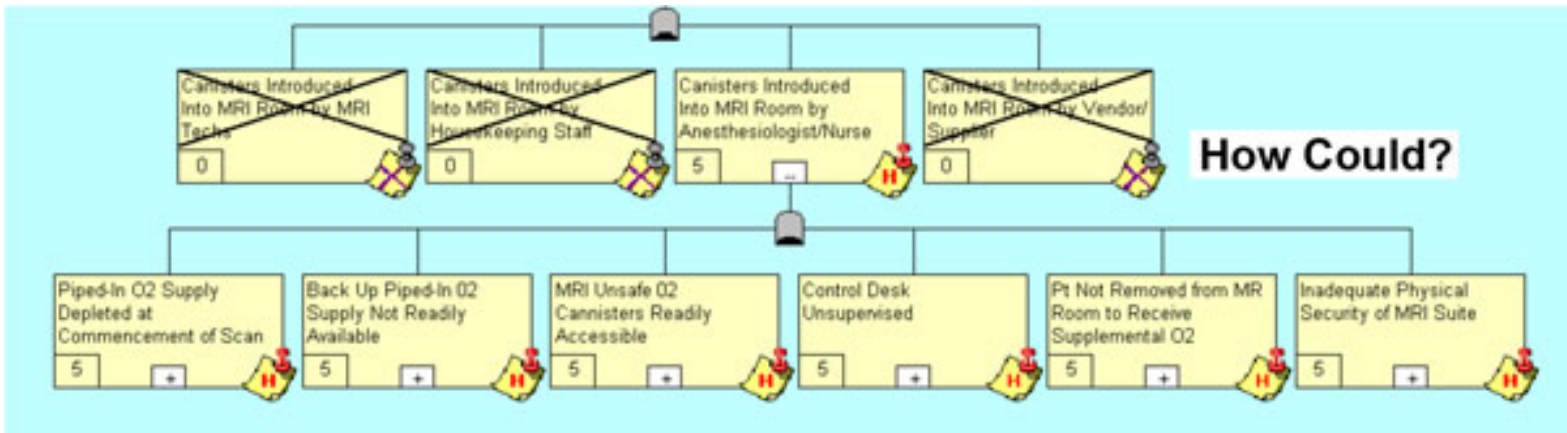 Canisters Introduced
Into MRI Room by MRI
Techs
0
Canisters Introduced
Into MRI Room by
Housekeeping Staff
0
Canisters Introduced
Into MRI Room by
Anesthesiologist/Nurse
5
--
H
Canisters Introduced
Into MRI Room by Vendor/
Supplier
0
How Could?
Piped-In O2 Supply
Depleted at
Commencement of Scan
5
+
H
Back Up Piped-In 02
Supply Not Readily
Available
5
+
H
MRI Unsafe 02
Cannisters Readily
Accessible
5
+
H
Control Desk
Unsupervised
5
+
H
Pt Not Removed from MR
Room to Receive
Supplemental O2
5
+
H
Inadequate Physical
Security of MRI Suite
5
+
H